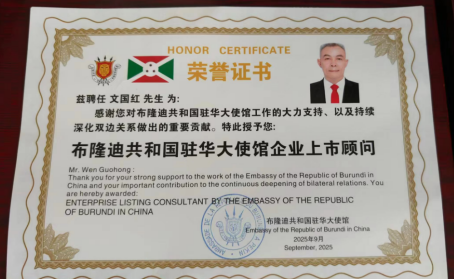 HONOR CERTIFICATE
荣誉证书
兹聘任 文国红 先生 为:
感谢您对布隆迪共和国驻华大使馆工作的大力支持、以及持续
深化双边关系做出的重要贡献。特此授予您:
布隆迪共和国驻华大使馆企业上市顾问
Mr. Wen Guohong :
Thank you for your strong support to the work of the Embassy of the Republic of Burundi in
China and your important contribution to the continuous deepening of bilateral relations. You
are hereby awarded:
ENTERPRISE LISTING CONSULTANT BY THE EMBASSY OF THE REPUBLIC
OF BURUNDI IN CHINA
布隆迪共和国驻华大使馆
Embassy of the Republic of Burundi in China
2025年9月
September, 2025